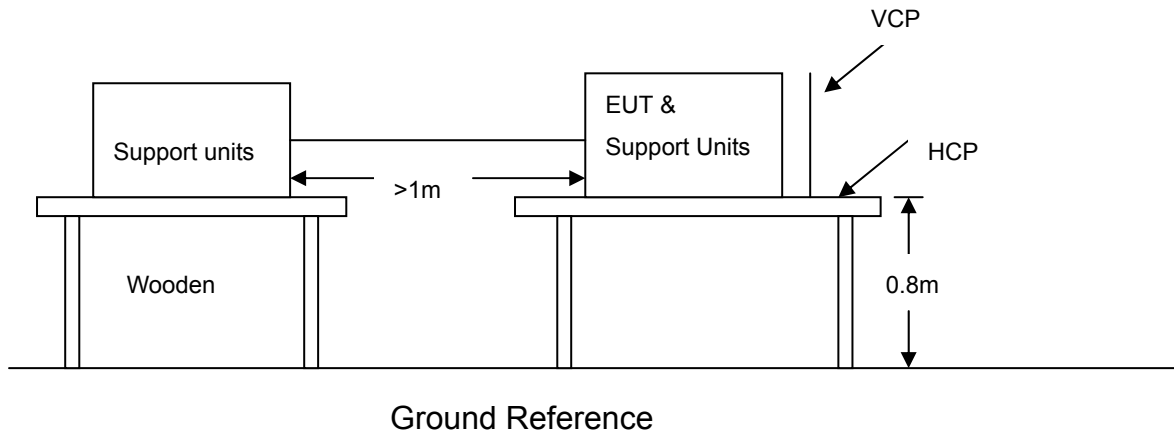 VCP
EUT &
Support Units
Support units
HCP
>1m
Wooden
0.8m
Ground Reference